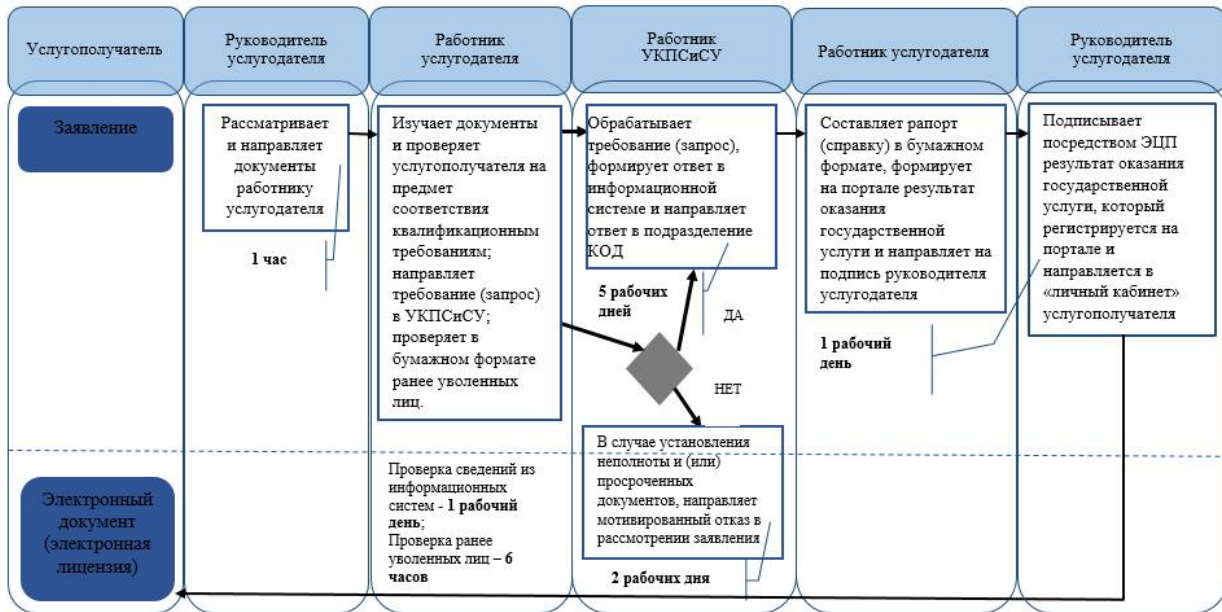 Услугополучатель
Руководитель
услугодателя
Работник
услугодателя
Работник
УКПСиСУ
Работник услугодателя
Руководитель
услугодателя
Заявление
Рассматривает
и направляет
документы
работнику
услугодателя
1 час
Изучает документы
и проверяет
услугополучателя на
предмет
соответствия
квалификационным
требованиям;
направляет
требование (запрос)
в УКПСиСУ;
проверяет в
бумажном формате
ранее уволенных
лиц.
Обрабатывает
требование (запрос),
формирует ответ в
информационной
системе и направляет
ответ в подразделение
КОД
5 рабочих
дней
ДА
НЕТ
Составляет рапорт
(справку) в бумажном
формате, формирует
на портале результат
оказания
государственной
услуги и направляет на
подпись руководителя
услугодателя
1 рабочий
день
Подписывает
посредством ЭЦП
результат оказания
государственной
услуги, который
регистрируется на
портале и
направляется в
«личный кабинет»
услугополучателя
Электронный
документ
(электронная
лицензия)
Проверка сведений из
информационных
систем - 1 рабочий
день;
Проверка ранее
уволенных лиц – 6
часов
В случае установления
неполноты и (или)
просроченных
документов, направляет
мотивированный отказ в
рассмотрении заявления
2 рабочих дня